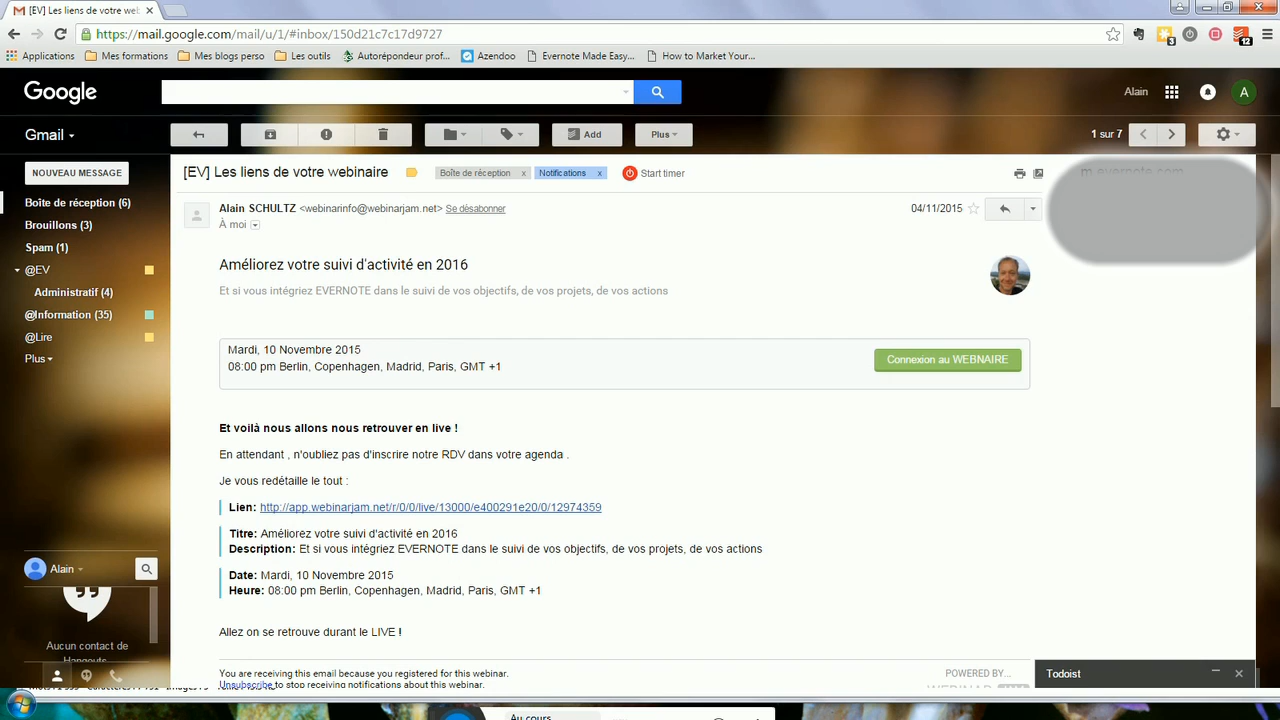 [EV] Les liens de votre web
https://mail.google.com/mail/u/1/#inbox/150d21c7c17d9727
3
12
Applications
Mes formations
Mes blogs perso
Les outils
Autorépondeur prof...
Azendoo
Evernote Made Easy...
How to Market Your...
Google
Alain
A
Gmail
Add
Plus
1 sur 7
NOUVEAU MESSAGE
Boîte de réception (6)
Brouillons (3)
Spam (1)
@EV
Administratif (4)
@Information (35)
@Lire
Plus
Alain
Aucun contact de
Hangouts
[EV] Les liens de votre webinaire
Boîte de réception x
Notifications x
Start timer
m.evernote.com
Alain SCHULTZ <webinarinfo@webinarjam.net> Se désabonner
04/11/2015
À moi
Améliorez votre suivi d'activité en 2016
Et si vous intégriez EVERNOTE dans le suivi de vos objectifs, de vos projets, de vos actions
Mardi, 10 Novembre 2015
08:00 pm Berlin, Copenhagen, Madrid, Paris, GMT +1
Connexion au WEBNAIRE
Et voilà nous allons nous retrouver en live !
En attendant , n'oubliez pas d'inscrire notre RDV dans votre agenda .
Je vous redétaille le tout :
Lien: http://app.webinarjam.net/r/0/0/live/13000/e400291e20/0/12974359
Titre: Améliorez votre suivi d'activité en 2016
Description: Et si vous intégriez EVERNOTE dans le suivi de vos objectifs, de vos projets, de vos actions
Date: Mardi, 10 Novembre 2015
Heure: 08:00 pm Berlin, Copenhagen, Madrid, Paris, GMT +1
Allez on se retrouve durant le LIVE !
You are receiving this email because you registered for this webinar.
Unsubscribe to stop receiving notifications about this webinar.
POWERED BY...
Todoist
Au cours